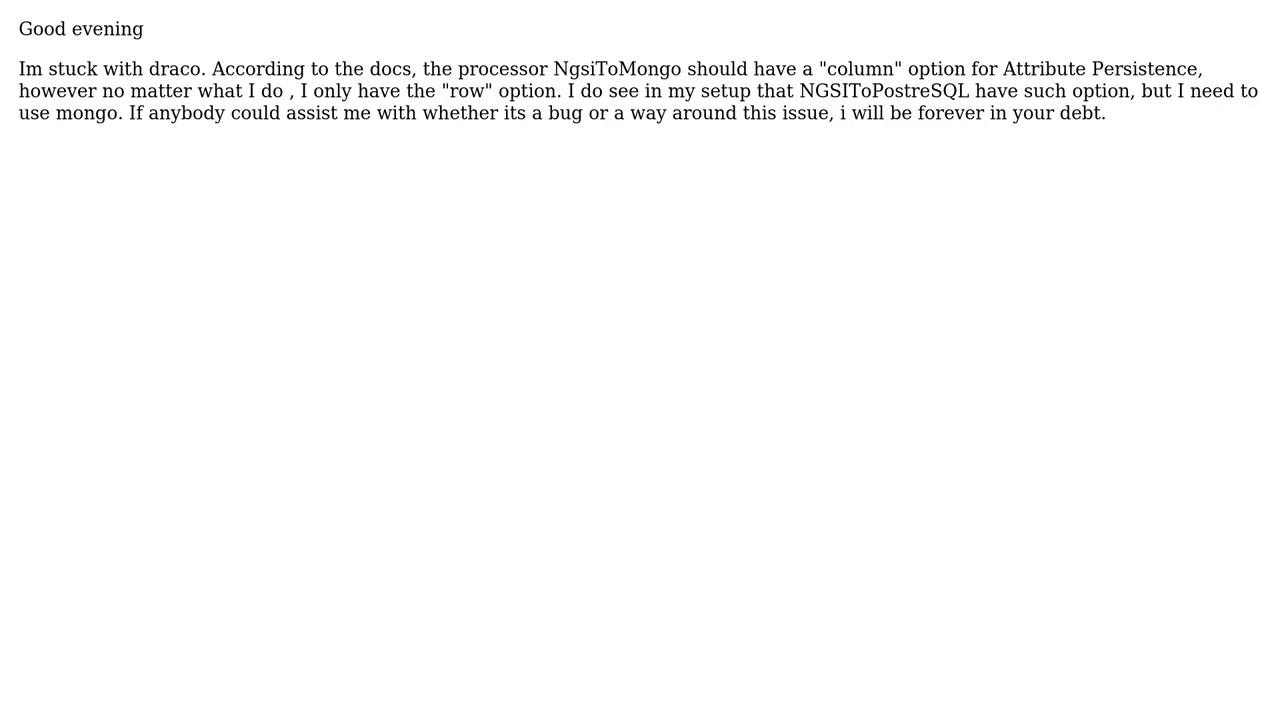 Good evening
Im stuck with draco. According to the docs, the processor NgsiToMongo should have a "column" option for Attribute Persistence,
however no matter what I do , I only have the "row" option. I do see in my setup that NGSIToPostreSQL have such option, but I need to
use mongo. If anybody could assist me with whether its a bug or a way around this issue, i will be forever in your debt.